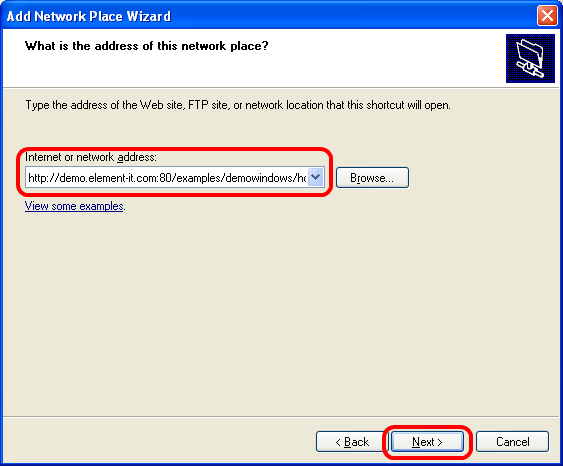 Add Network Place Wizard
What is the address of this network place?
Type the address of the Web site, FTP site, or network location that this shortcut will open.
Internet or network address:
http://demo.element-it.com:80/examples/demowindows/ho
Browse...
View some examples.
< Back
Next >
Cancel